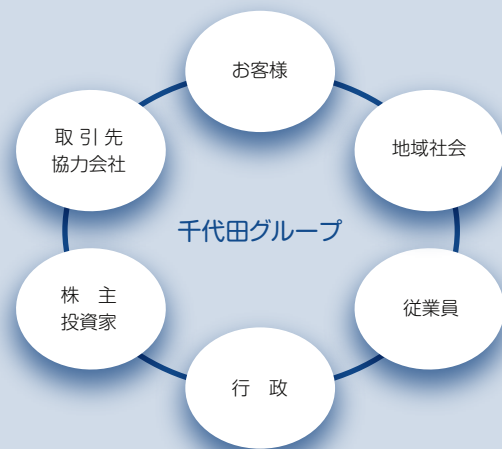 お客様
取 引 先
協力会社
地域社会
千代田グループ
株　主
投資家
従業員
行　政